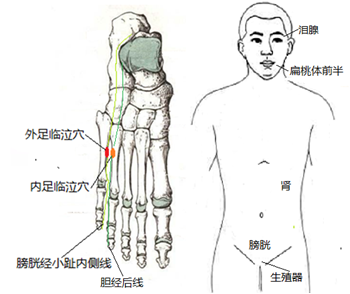 外足临泣穴
内足临泣穴
膀胱经小趾内侧线
胆经后线
泪腺
扁桃体前半
肾
膀胱
生殖器